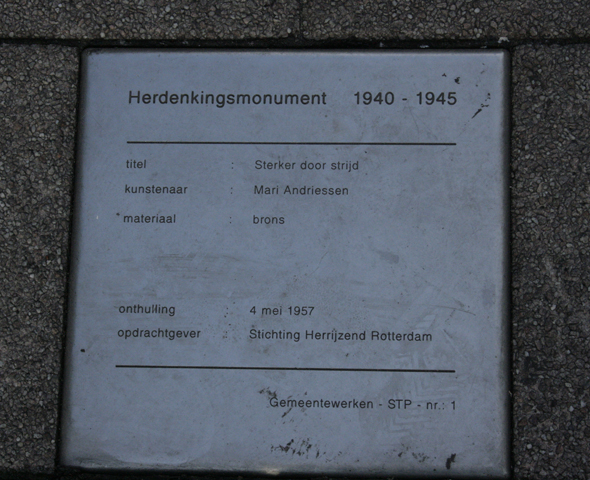 Herdenkingsmonument 1940 - 1945
titel : Sterker door strijd
kunstenaar : Mari Andriessen
materiaal : brons
onthulling : 4 mei 1957
opdrachtgever : Stichting Herrijzend Rotterdam
Gemeentewerken - STP - nr.: 1